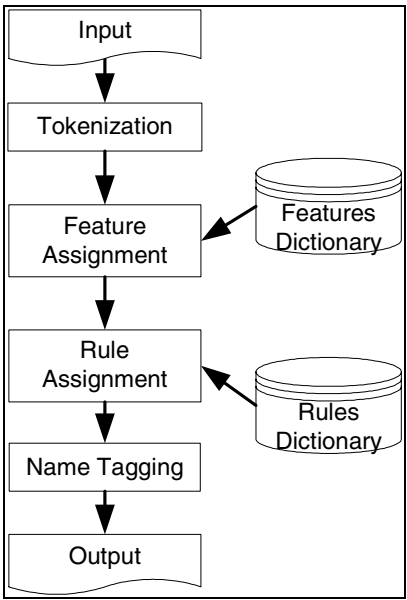 Input
Tokenization
Feature
Assignment
Features
Dictionary
Rule
Assignment
Rules
Dictionary
Name Tagging
Output